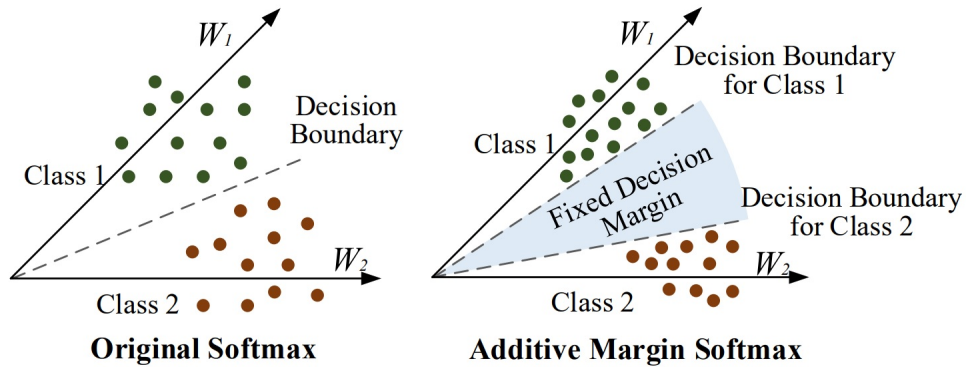 W1
Decision
Boundary
Class 1
W2
Class 2
Original Softmax
W1
Decision Boundary
for Class 1
Class 1
Fixed Decision
Margin
Decision Boundary
for Class 2
W2
Class 2
Additive Margin Softmax